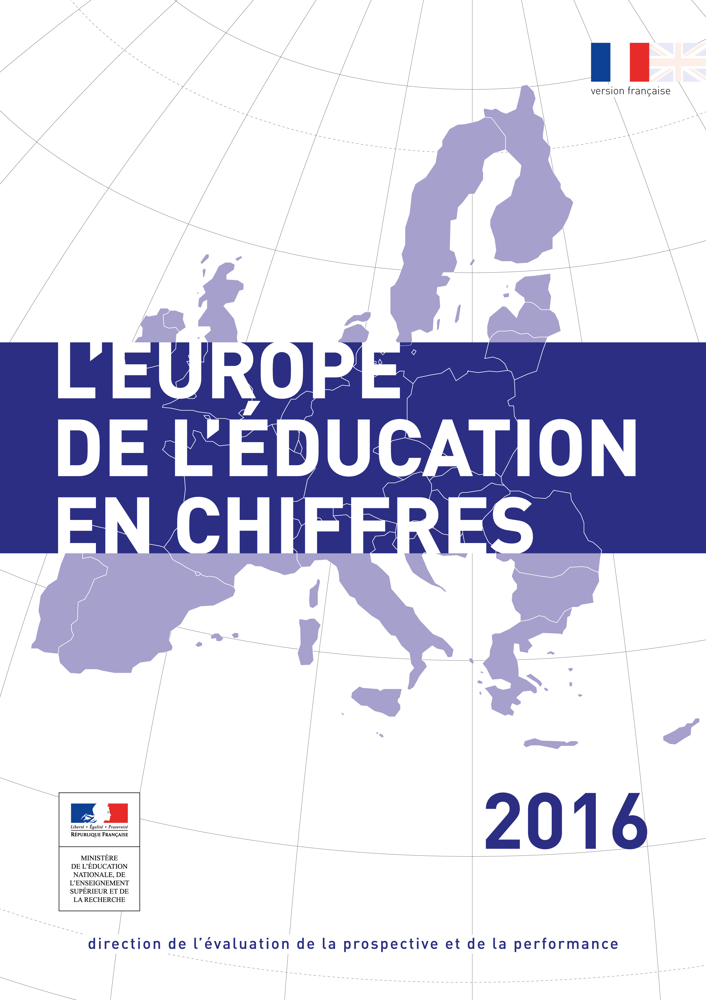 version française
L’EUROPE
DE L’ÉDUCATION
EN CHIFFRES
2016
Liberté • Égalité • Fraternité
RÉPUBLIQUE FRANÇAISE
MINISTÈRE
DE L’ÉDUCATION
NATIONALE, DE
L’ENSEIGNEMENT
SUPÉRIEUR ET DE
LA RECHERCHE
direction de l’évaluation de la prospective et de la performance